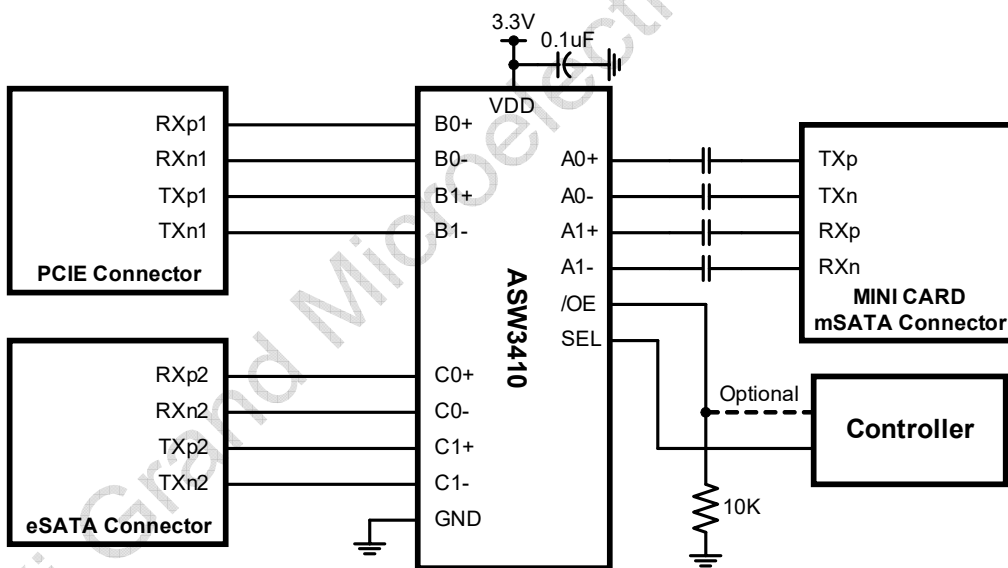 3.3V
0.1uF
VDD
RXp1
RXn1
TXp1
TXn1
PCIE Connector
B0+
B0-
B1+
B1-
A0+
A0-
A1+
A1-
/OE
SEL
ASW3410
TXp
TXn
RXp
RXn
MINI CARD
mSATA Connector
RXp2
RXn2
TXp2
TXn2
eSATA Connector
C0+
C0-
C1+
C1-
GND
Optional
Controller
10K
Grand Microelectr